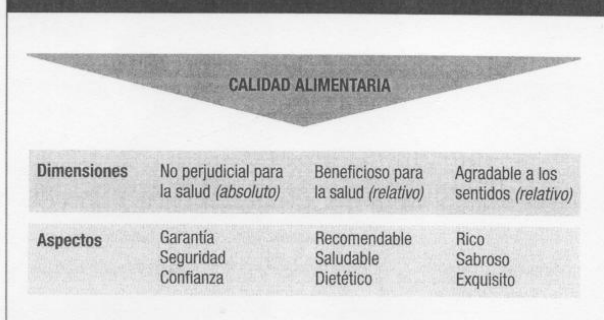 CALIDAD ALIMENTARIA
Dimensiones
No perjudicial para
la salud (absoluto)
Beneficioso para
la salud (relativo)
Agradable a los
sentidos (relativo)
Aspectos
Garantía
Seguridad
Confianza
Recomendable
Saludable
Dietético
Rico
Sabroso
Exquisito